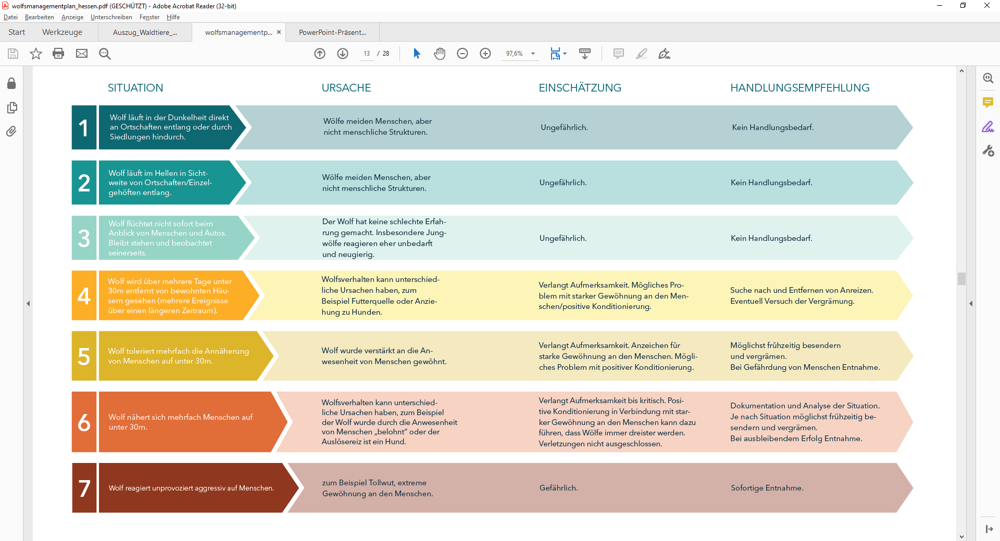 wolfsmanagementplan_hessen.pdf (GESCHÜTZT) - Adobe Acrobat Reader (32-bit)
Datei Bearbeiten Anzeige Unterschreiben Fenster Hilfe
Start Werkzeuge Auszug_Waldtiere_... wolfsmanagementp... × PowerPoint-Präsent...
13 / 28 97,6%
SITUATION URSACHE EINSCHÄTZUNG HANDLUNGSEMPFEHLUNG
1
Wolf läuft in der Dunkelheit direkt
an Ortschaften entlang oder durch
Siedlungen hindurch.
Wölfe meiden Menschen, aber
nicht menschliche Strukturen.
Ungefährlich.
Kein Handlungsbedarf.
2
Wolf läuft im Hellen in Sicht-
weite von Ortschaften/Einzel-
gehöften entlang.
Wölfe meiden Menschen, aber
nicht menschliche Strukturen.
Ungefährlich.
Kein Handlungsbedarf.
3
Wolf flüchtet nicht sofort beim
Anblick von Menschen und Autos.
Bleibt stehen und beobachtet
seinerseits.
Der Wolf hat keine schlechte Erfah-
rung gemacht. Insbesondere Jung-
wölfe reagieren eher unbedarft
und neugierig.
Ungefährlich.
Kein Handlungsbedarf.
4
Wolf wird über mehrere Tage unter
30m entfernt von bewohnten Häu-
sern gesehen (mehrere Ereignisse
über einen längeren Zeitraum).
Wolfsverhalten kann unterschied-
liche Ursachen haben, zum
Beispiel Futterquelle oder Anzie-
hung zu Hunden.
Verlangt Aufmerksamkeit. Mögliches Pro-
blem mit starker Gewöhnung an den Men-
schen/positive Konditionierung.
Suche nach und Entfernen von Anreizen.
Eventuell Versuch der Vergrämung.
5
Wolf toleriert mehrfach die Annäherung
von Menschen auf unter 30m.
Wolf wurde verstärkt an die An-
wesenheit von Menschen gewöhnt.
Verlangt Aufmerksamkeit. Anzeichen für
starke Gewöhnung an den Menschen. Mögli-
ches Problem mit positiver Konditionierung.
Möglichst frühzeitig besendern
und vergrämen.
Bei Gefährdung von Menschen Entnahme.
6
Wolf nähert sich mehrfach Menschen auf
unter 30m.
Wolfsverhalten kann unterschied-
liche Ursachen haben, zum Beispiel
der Wolf wurde durch die Anwesenheit
von Menschen „belohnt“ oder der
Auslösereiz ist ein Hund.
Verlangt Aufmerksamkeit bis kritisch. Posi-
tive Konditionierung in Verbindung mit star-
ker Gewöhnung an den Menschen kann dazu
führen, dass Wölfe immer dreister werden.
Verletzungen nicht ausgeschlossen.
Dokumentation und Analyse der Situation.
Je nach Situation möglichst frühzeitig be-
sendern und vergrämen.
Bei ausbleibendem Erfolg Entnahme.
7
Wolf reagiert unprovoziert aggressiv auf Menschen.
zum Beispiel Tollwut, extreme
Gewöhnung an den Menschen.
Gefährlich.
Sofortige Entnahme.